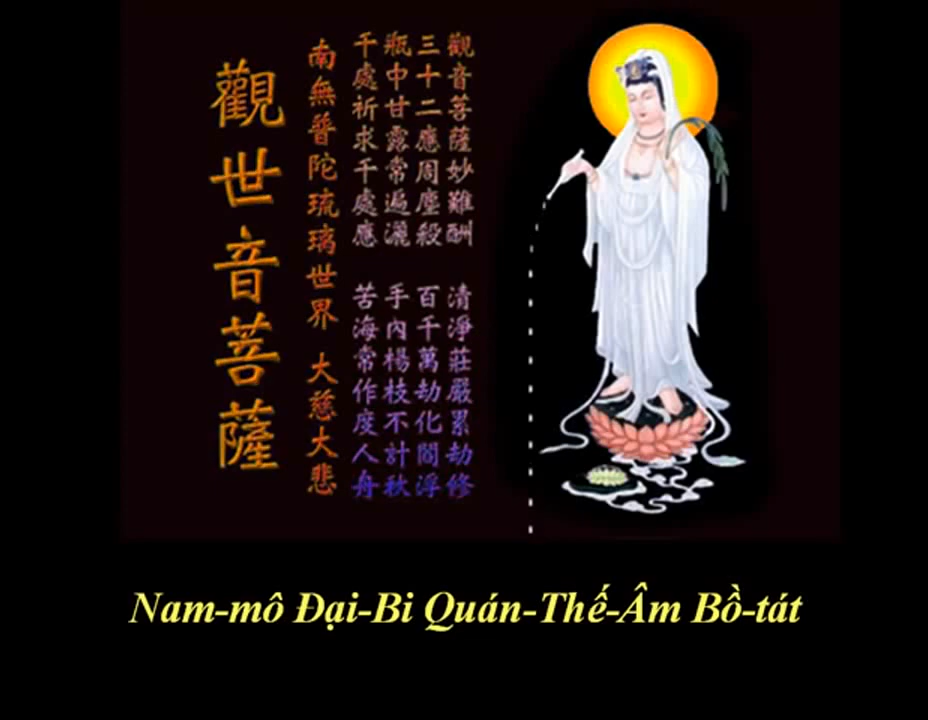 觀音菩薩妙難酬 清淨莊嚴累劫修
三十二應周塵殺 百千萬劫化閻浮
瓶中甘露常遍灑 手內楊枝不計秋
千處祈求千處應 苦海常作度人舟
南無普陀琉璃世界 大慈大悲
觀世音菩薩
Nam-mô Đại-Bi Quán-Thế-Âm Bồ-tát